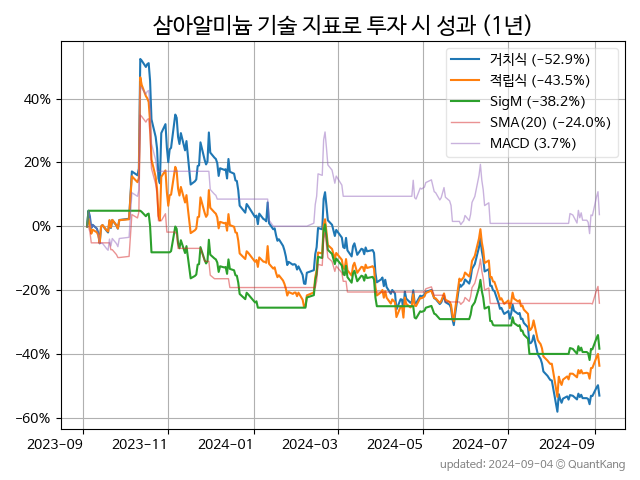 삼아알미늄 기술 지표로 투자 시 성과 (1년)
거치식 (−52.9%)
적립식 (−43.5%)
SigM (−38.2%)
SMA(20) (−24.0%)
MACD (3.7%)
40%
20%
0%
−20%
−40%
−60%
2023−09 2023−11 2024−01 2024−03 2024−05 2024−07 2024−09
updated: 2024−09−04 © QuantKang